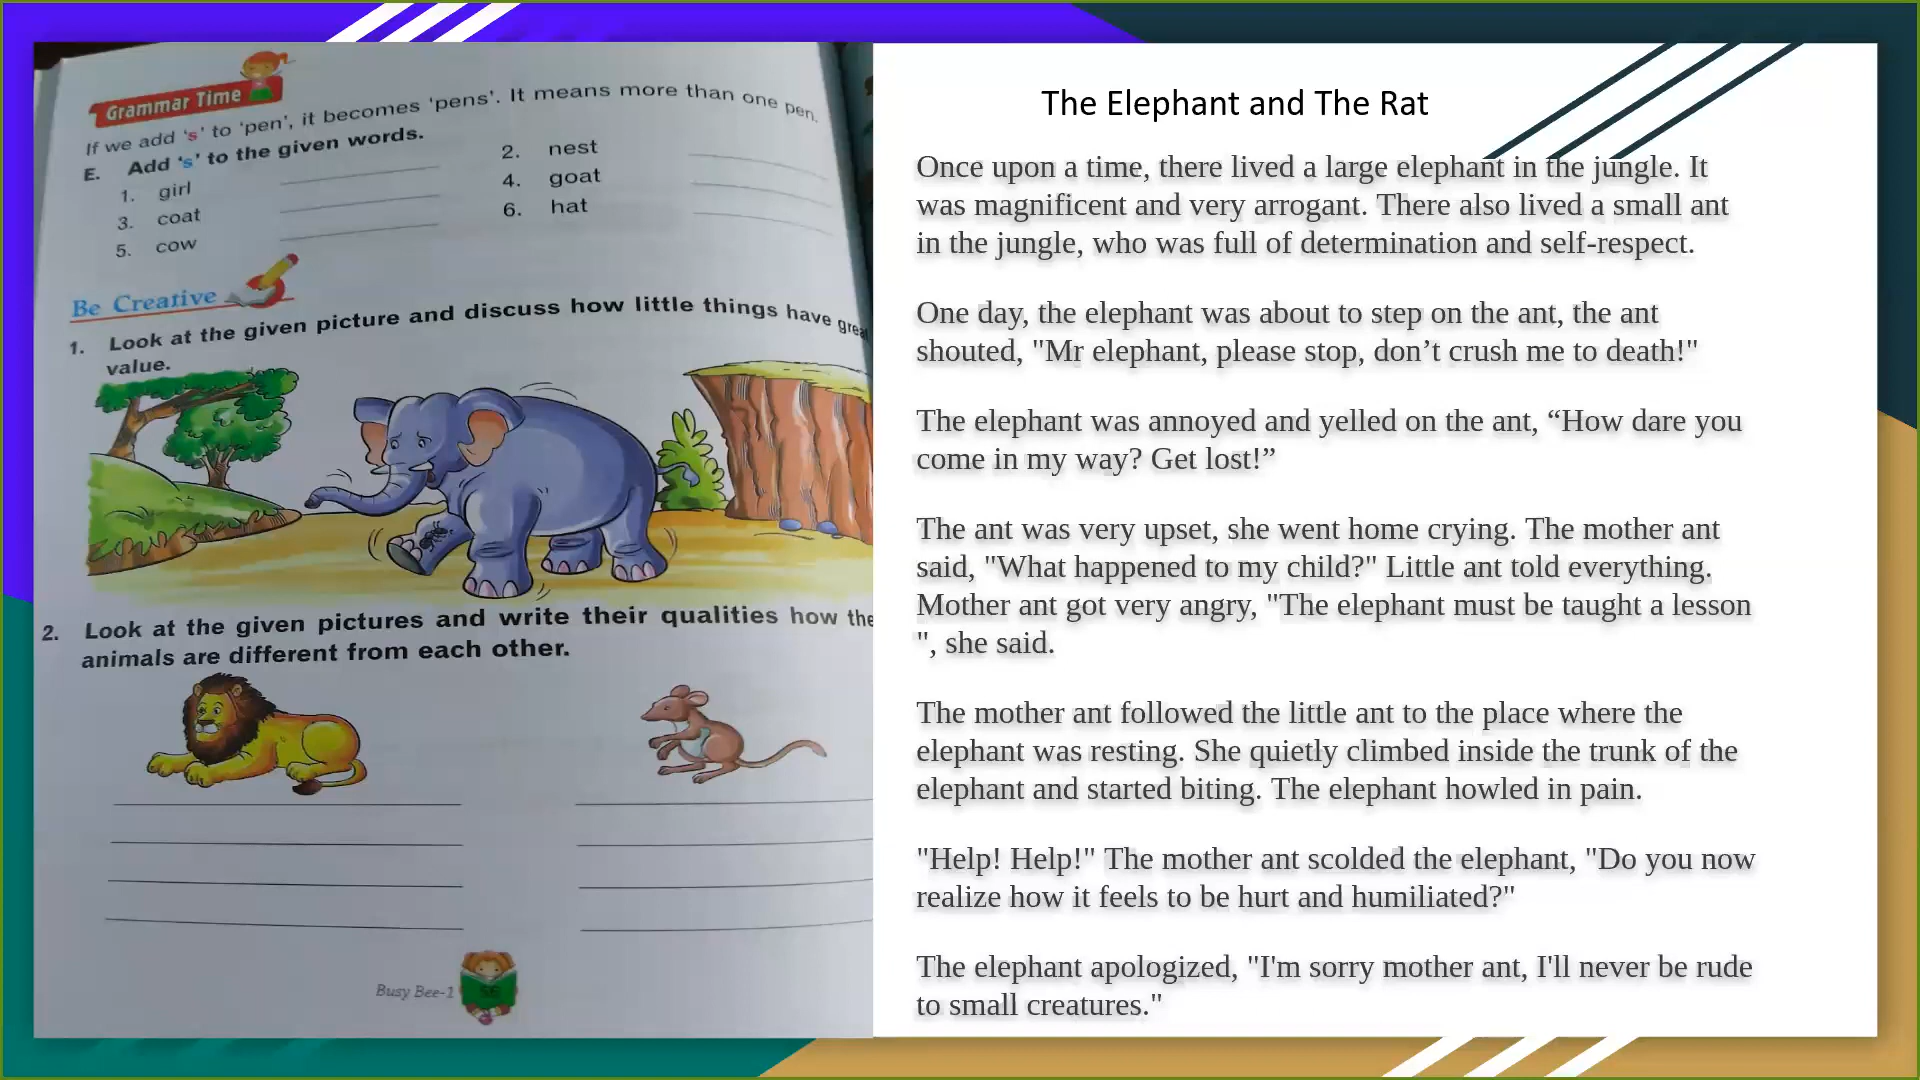 Grammar Time
If we add 's' to 'pen', it becomes 'pens'. It means more than one pen.
E. Add 's' to the given words.
1. girl
2. nest
3. coat
4. goat
5. cow
6. hat
Be Creative
1. Look at the given picture and discuss how little things have
value.
2. Look at the given pictures and write their qualities how
animals are different from each other.
Busy Bee-1
56
The Elephant and The Rat
Once upon a time, there lived a large elephant in the jungle. It
was magnificent and very arrogant. There also lived a small ant
in the jungle, who was full of determination and self-respect.
One day, the elephant was about to step on the ant, the ant
shouted, "Mr elephant, please stop, don’t crush me to death!"
The elephant was annoyed and yelled on the ant, “How dare you
come in my way? Get lost!”
The ant was very upset, she went home crying. The mother ant
said, "What happened to my child?" Little ant told everything.
Mother ant got very angry, "The elephant must be taught a lesson
", she said.
The mother ant followed the little ant to the place where the
elephant was resting. She quietly climbed inside the trunk of the
elephant and started biting. The elephant howled in pain.
"Help! Help!" The mother ant scolded the elephant, "Do you now
realize how it feels to be hurt and humiliated?"
The elephant apologized, "I'm sorry mother ant, I'll never be rude
to small creatures."